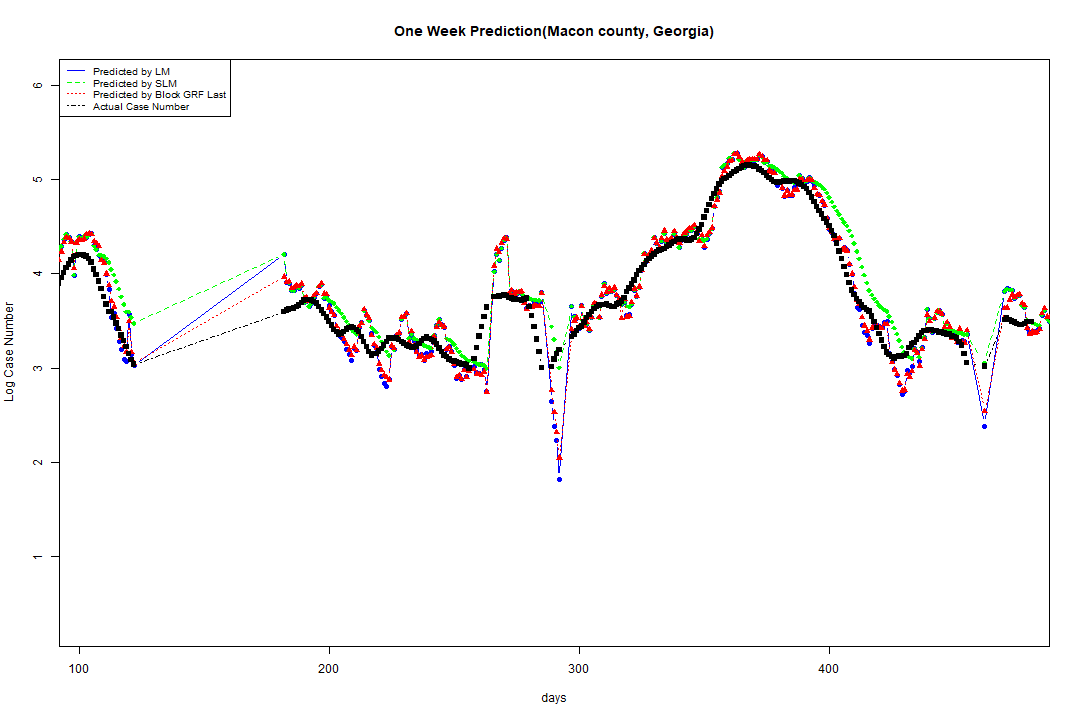 One Week Prediction(Macon county, Georgia)
Predicted by LM
Predicted by SLM
Predicted by Block GRF Last
Actual Case Number
6
5
4
3
2
1
Log Case Number
100 200 300 400
days